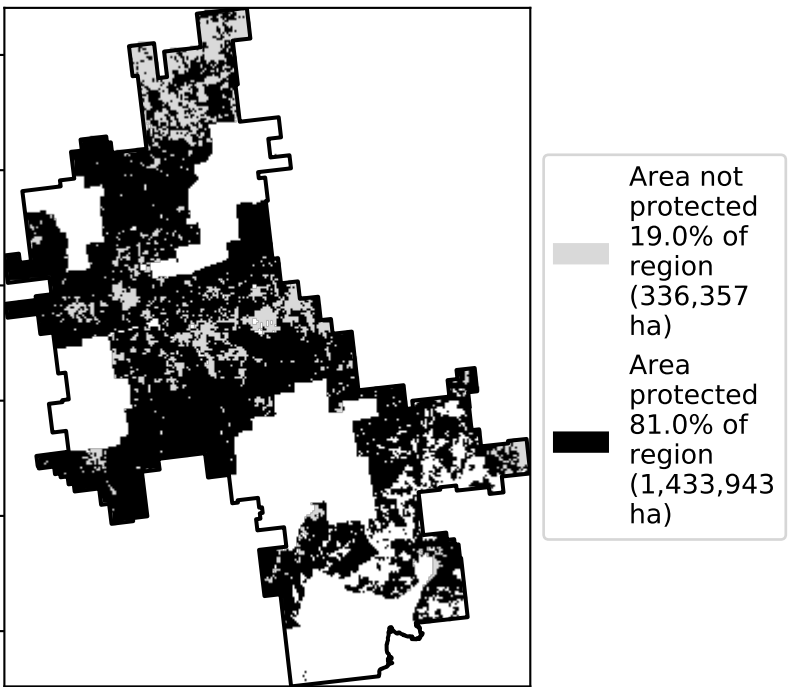 Area not
protected
19.0% of
region
(336,357
ha)
Area
protected
81.0% of
region
(1,433,943
ha)